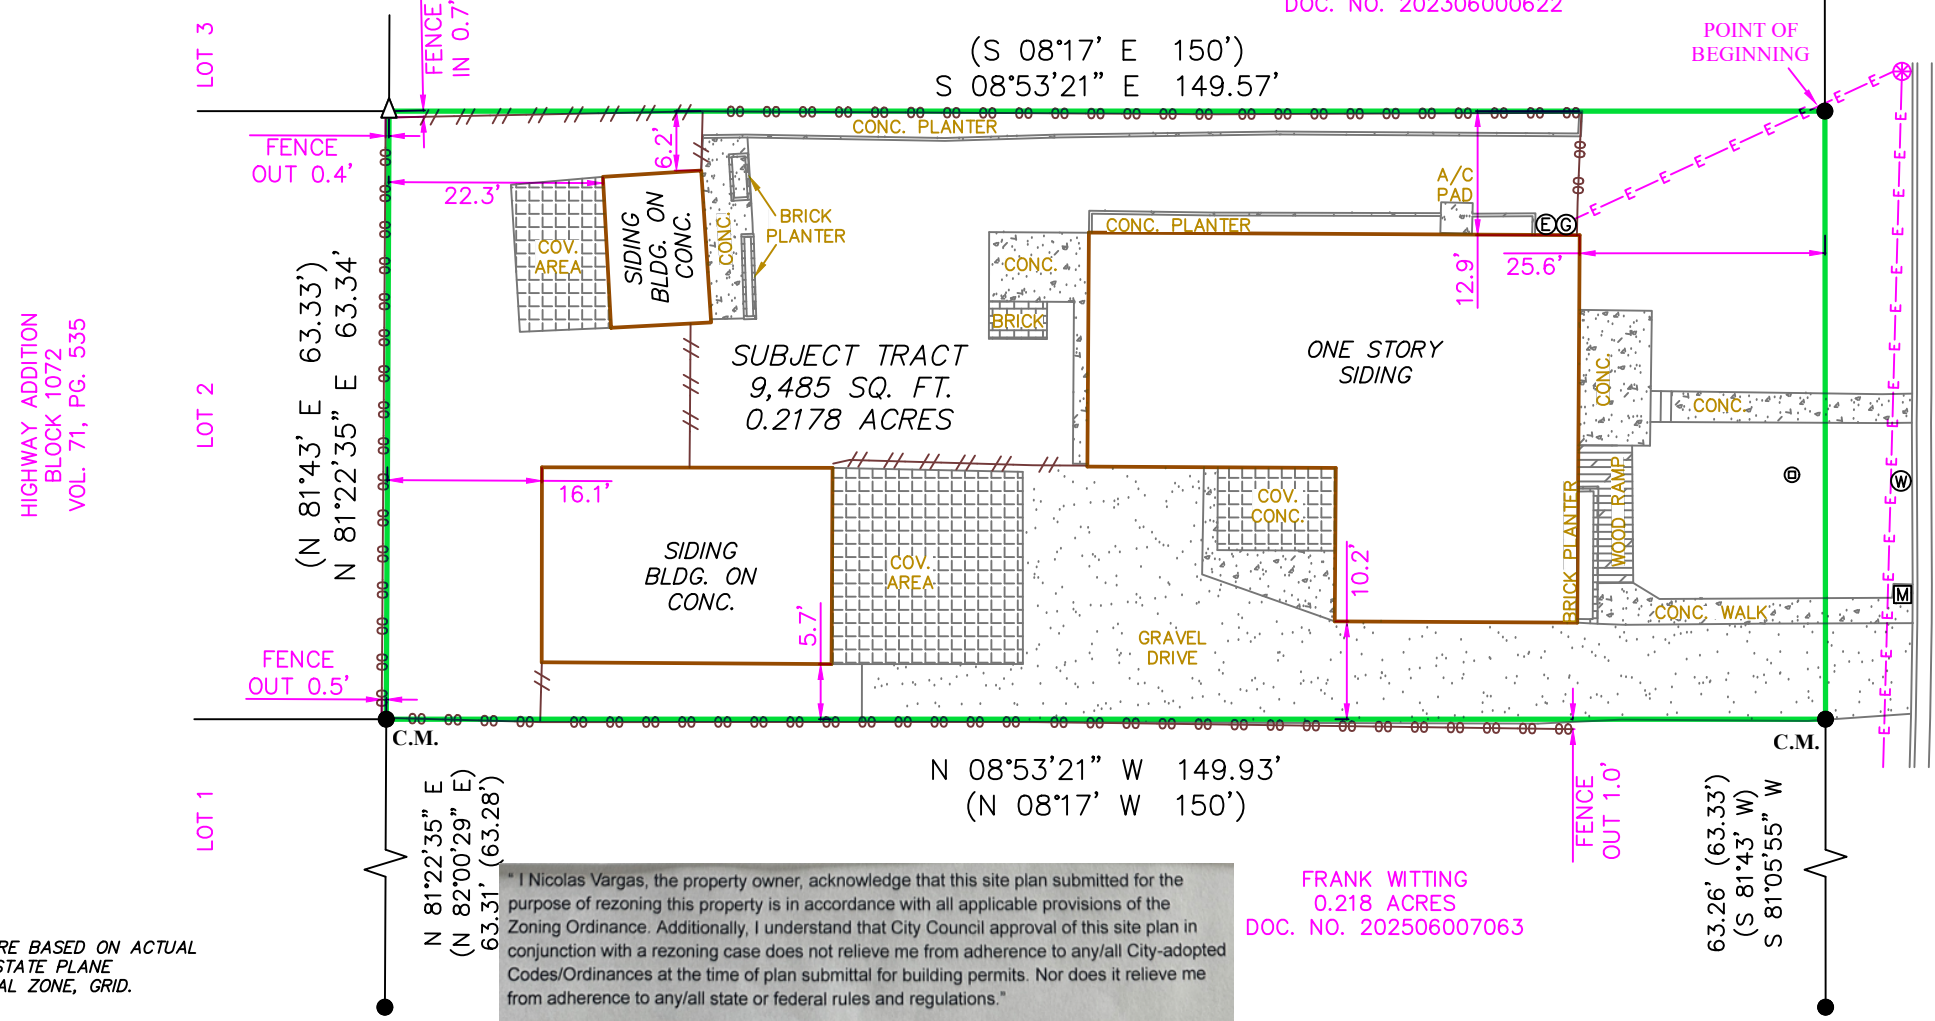 DOC. NO. 202306000622
LOT 3
FENCE
IN 0.7'
(S 08°17' E 150')
S 08°53'21" E 149.57'
POINT OF
BEGINNING
FENCE
OUT 0.4'
22.3'
6.2'
CONC. PLANTER
BRICK
PLANTER
CONC.
COV.
AREA
SIDING
BLDG. ON
CONC.
A/C
PAD
CONC. PLANTER
E
G
12.9'
25.6'
CONC.
BRICK
HIGHWAY ADDITION
BLOCK 1072
VOL. 71, PG. 535
LOT 2
(N 81°43' E 63.33')
N 81°22'35" E 63.34'
SUBJECT TRACT
9,485 SQ. FT.
0.2178 ACRES
ONE STORY
SIDING
CONC.
CONC.
16.1'
SIDING
BLDG. ON
CONC.
COV.
AREA
5.7'
COV.
CONC.
10.2'
BRICK PLANTER
WOOD RAMP
W
M
CONC. WALK
GRAVEL
DRIVE
FENCE
OUT 0.5'
C.M.
C.M.
LOT 1
N 08°53'21" W 149.93'
(N 08°17' W 150')
FENCE
OUT 1.0'
N 81°22'35" E
(N 82°00'29" E)
63.31' (63.28')
63.26' (63.33')
(S 81°43' W)
S 81°05'55" W
FRANK WITTING
0.218 ACRES
DOC. NO. 202506007063
RE BASED ON ACTUAL
STATE PLANE
AL ZONE, GRID.
" I Nicolas Vargas, the property owner, acknowledge that this site plan submitted for the
purpose of rezoning this property is in accordance with all applicable provisions of the
Zoning Ordinance. Additionally, I understand that City Council approval of this site plan in
conjunction with a rezoning case does not relieve me from adherence to any/all City-adopted
Codes/Ordinances at the time of plan submittal for building permits. Nor does it relieve me
from adherence to any/all state or federal rules and regulations."